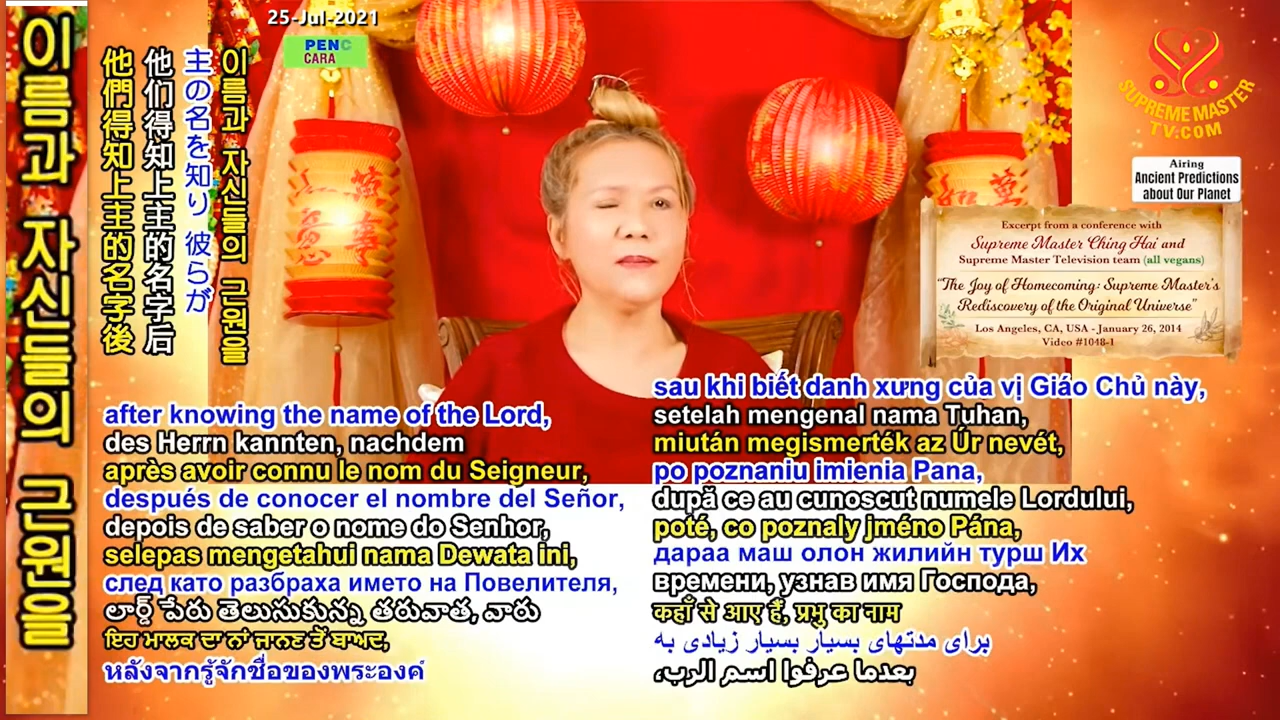 25-Jul-2021
PENC
CARA
이름과 자신들의 근원을
他們得知上主的名字後
他们得知上主的名字后
主の名を知り 彼らが
이름과 자신들의 근원을
SUPREME MASTER
TV.COM
Airing
Ancient Predictions
about Our Planet
Excerpt from a conference with
Supreme Master Ching Hai and
Supreme Master Television team (all vegans)
"The Joy of Homecoming: Supreme Master's
Rediscovery of the Original Universe"
Los Angeles, CA, USA - January 26, 2014
Video #1048-1
after knowing the name of the Lord,
des Herrn kannten, nachdem
après avoir connu le nom du Seigneur,
después de conocer el nombre del Señor,
depois de saber o nome do Senhor,
selepas mengetahui nama Dewata ini,
след като разбраха името на Повелителя,
లార్డ్ పేరు తెలుసుకున్న తరువాత, వారు
ਇਹ ਮਾਲਕ ਦਾ ਨਾਂ ਜਾਨਣ ਤੋਂ ਬਾਅਦ,
หลังจากรู้จักชื่อของพระองค์
sau khi biết danh xưng của vị Giáo Chủ này,
setelah mengenal nama Tuhan,
miután megismerték az Úr nevét,
po poznaniu imienia Pana,
după ce au cunoscut numele Lordului,
poté, co poznaly jméno Pána,
дараа маш олон жилийн турш Их
времени, узнав имя Господа,
कहाँ से आए हैं, प्रभु का नाम
برای مدتهای بسیار بسیار زیادی به
بعدما عرفوا اسم الرب،